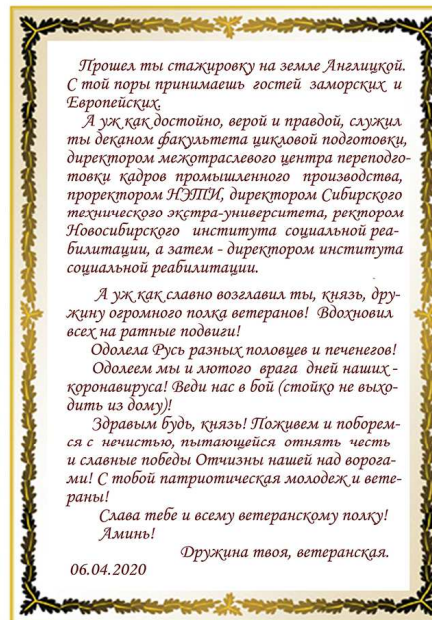 Прошел ты стажировку на земле Англицкой.
С той поры принимаешь гостей заморских и
Европейских.
А уж как достойно, верой и правдой, служил
ты деканом факультета цикловой подготовки,
директором межотраслевого центра переподго-
товки кадров промышленного производства,
проректором НЭТИ, директором Сибирского
технического экстра-университета, ректором
Новосибирского института социальной реа-
билитации, а затем - директором института
социальной реабилитации.
А уж как славно возглавил ты, князь, дру-
жину огромного полка ветеранов! Вдохновил
всех на ратные подвиги!
Одолела Русь разных половцев и печенегов!
Одолеем мы и лютого врага дней наших -
коронавируса! Веди нас в бой (стойко не выхо-
дить из дому)!
Здравым будь, князь! Поживем и поборем-
ся с нечистью, пытающейся отнять честь
и славные победы Отчизны нашей над ворога-
ми! С тобой патриотическая молодеж и вете-
раны!
Слава тебе и всему ветеранскому полку!
Аминь!
Дружина твоя, ветеранская.
06.04.2020